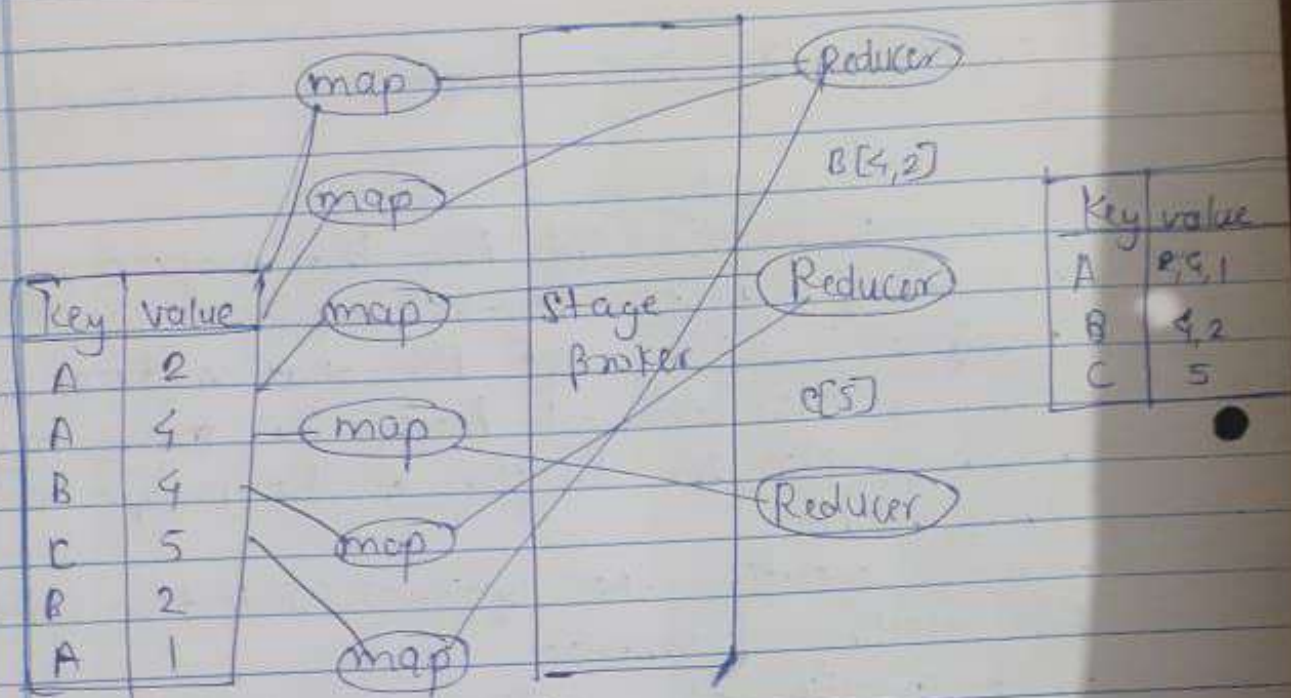 map
map
map
map
map
map
Key value
A 2
A 4
B 4
C 5
B 2
A 1
Stage
Broker
Reducer
B[4,2]
Reducer
C[5]
Reducer
Key value
A 2,4,1
B 4,2
C 5